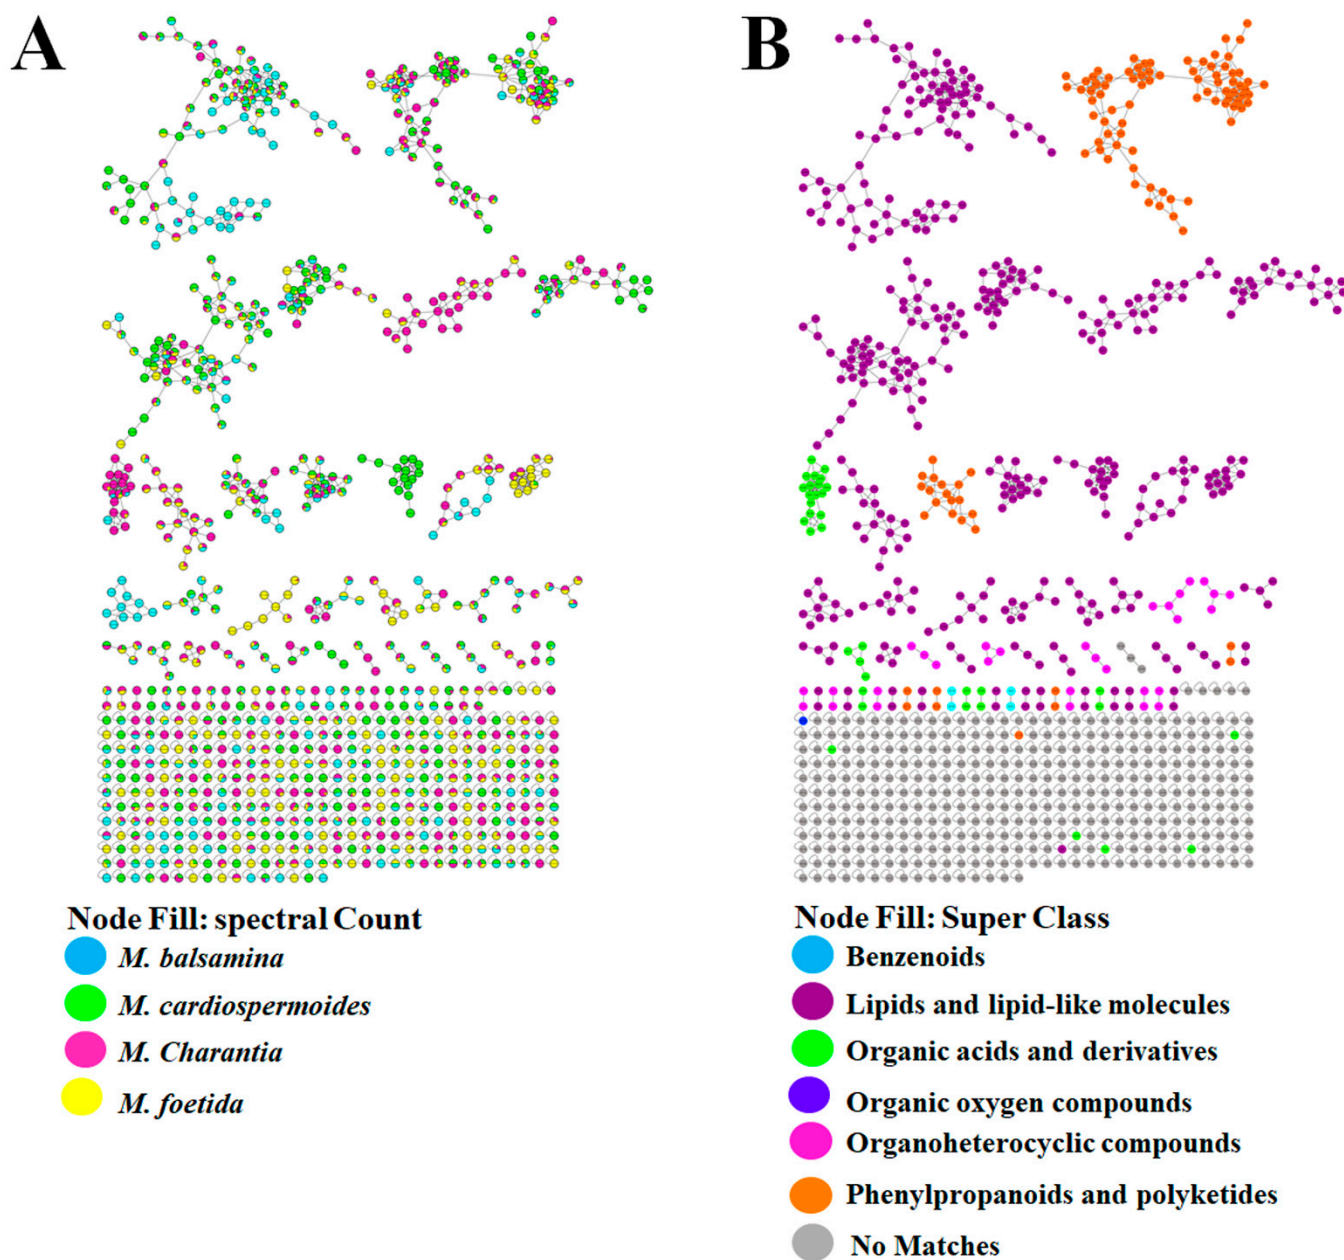 A
B
Node Fill: spectral Count
M. balsamina
M. cardiospermoides
M. Charantia
M. foetida
Node Fill: Super Class
Benzenoids
Lipids and lipid-like molecules
Organic acids and derivatives
Organic oxygen compounds
Organoheterocyclic compounds
Phenylpropanoids and polyketides
No Matches